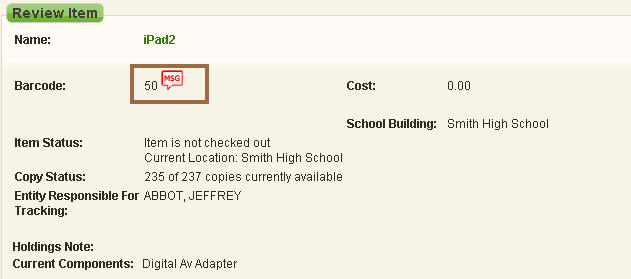 Review Item
Name: iPad2
Barcode: 50 MSG Cost: 0.00
School Building: Smith High School
Item Status: Item is not checked out
Current Location: Smith High School
Copy Status: 235 of 237 copies currently available
Entity Responsible For ABBOT, JEFFREY
Tracking:
Holdings Note:
Current Components: Digital Av Adapter